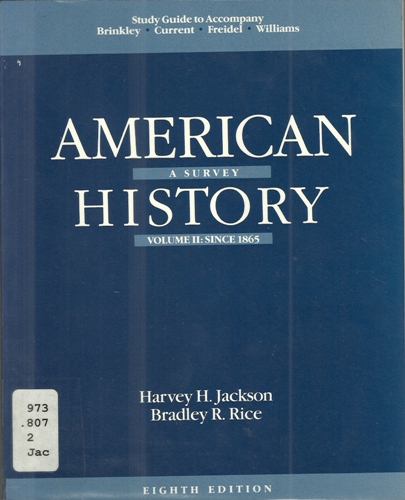 Study Guide to Accompany
Brinkley • Current • Freidel • Williams
AMERICAN
A SURVEY
HISTORY
VOLUME II: SINCE 1865
Harvey H. Jackson
Bradley R. Rice
973
.807
2
Jac
EIGHTH EDITION